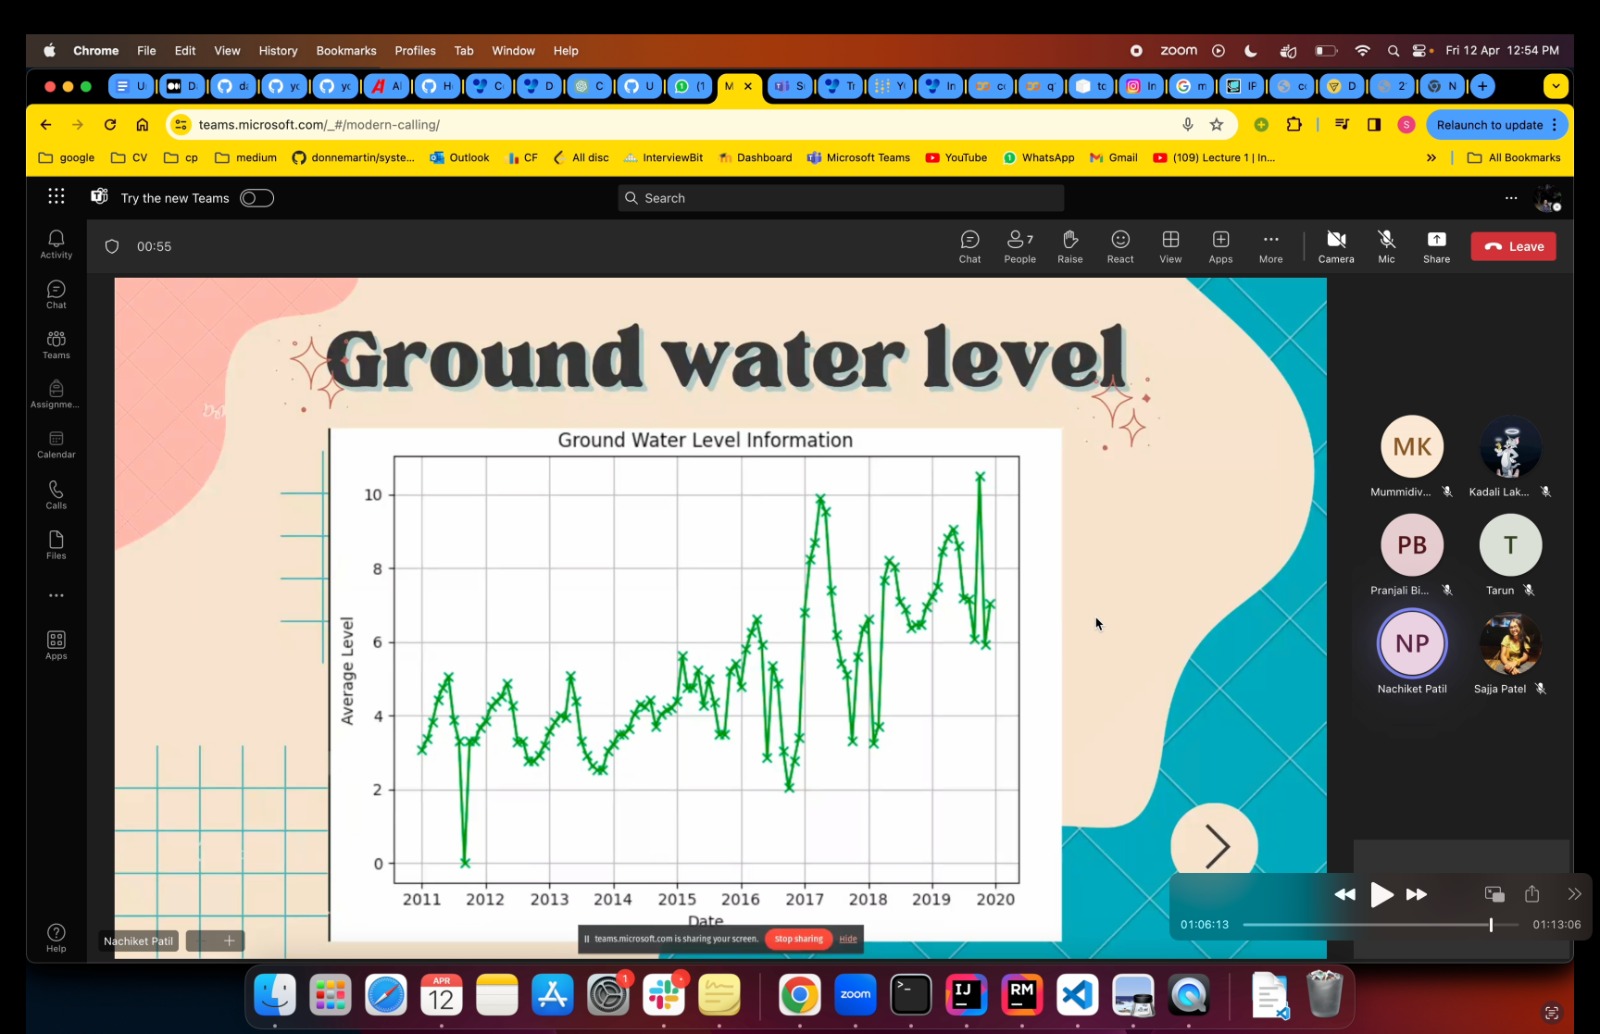 Chrome File Edit View History Bookmarks Profiles Tab Window Help
zoom Fri 12 Apr 12:54 PM
teams.microsoft.com/_#/modern-calling/
Relaunch to update
google CV cp medium donnemartin/syste... Outlook CF All disc InterviewBit Dashboard Microsoft Teams YouTube WhatsApp Gmail (109) Lecture 1 | In... » All Bookmarks
Try the new Teams
Search
Activity
Chat
Teams
Assignme...
Calendar
Calls
Files
Apps
Help
00:55
Chat People 7 Raise React View Apps More Camera Mic Share Leave
Ground water level
Ground Water Level Information
Average Level
10
8
6
4
2
0
2011 2012 2013 2014 2015 2016 2017 2018 2019 2020
Date
Nachiket Patil
teams.microsoft.com is sharing your screen. Stop sharing Hide
MK
Mummidiv... Kadali Lak...
PB T
Pranjali Bi... Tarun
NP
Nachiket Patil Sajja Patel
01:06:13 01:13:06
APR
12
1
zoom
IJ
RM